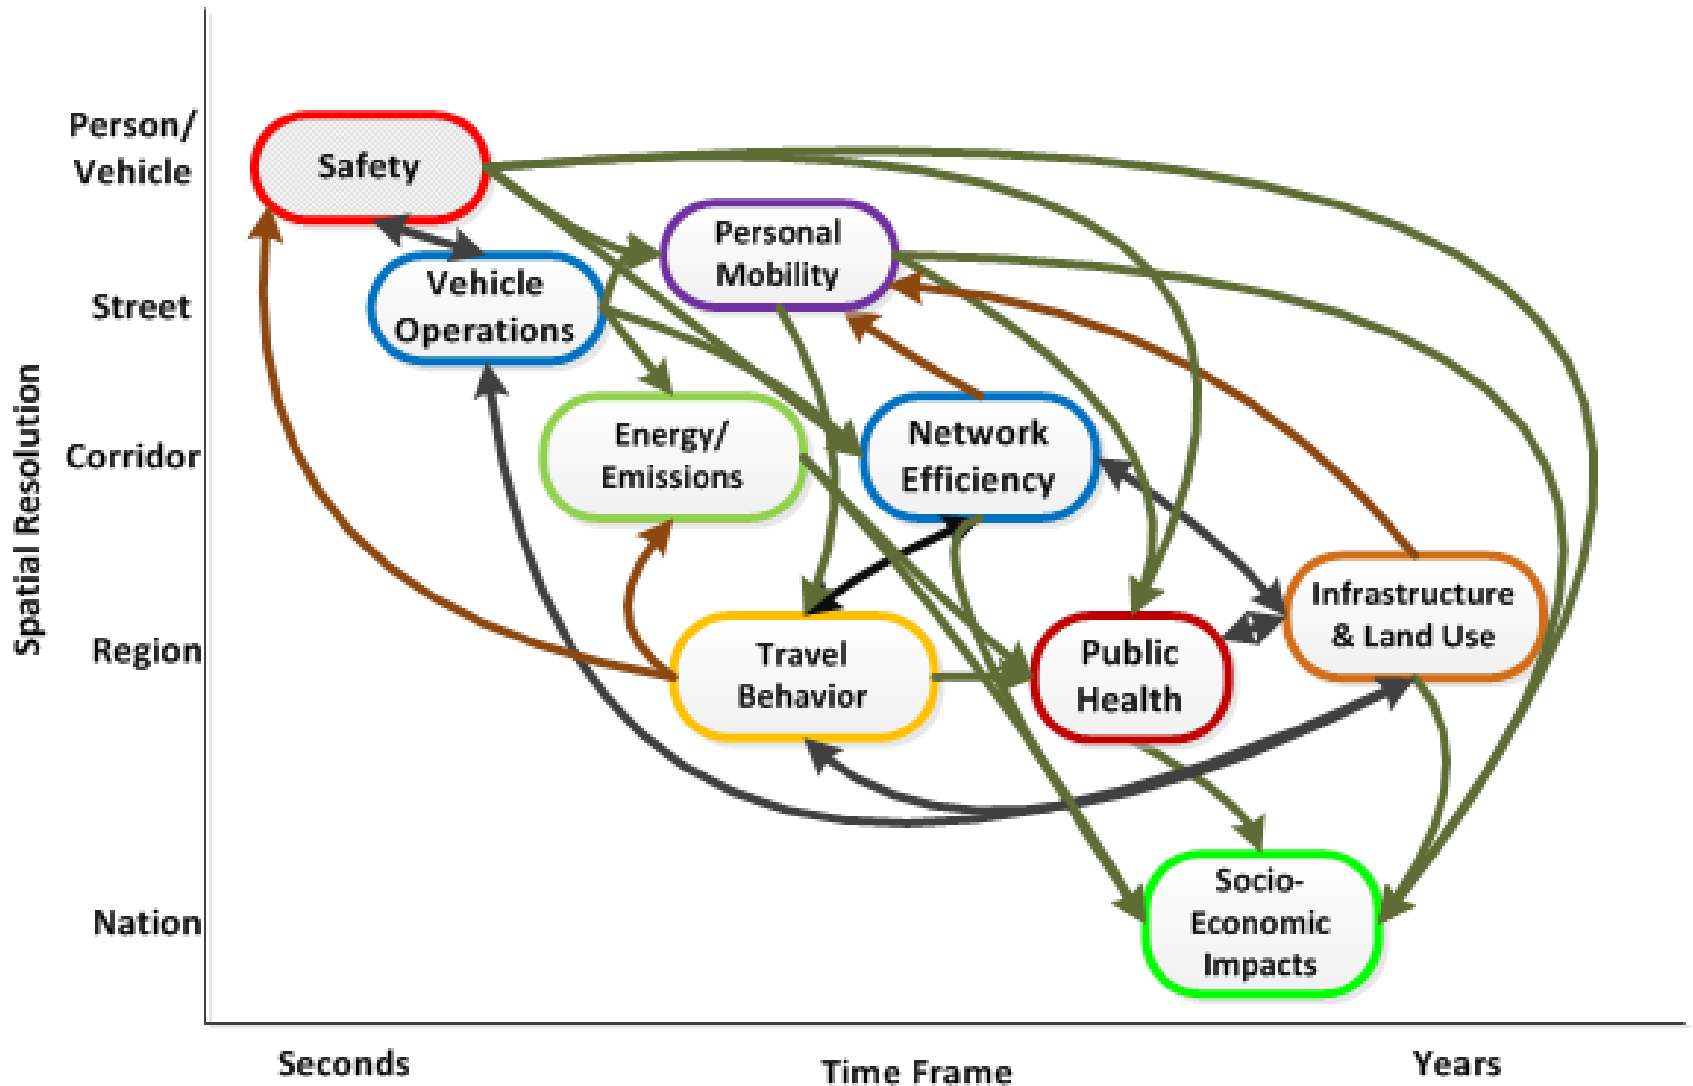 Person/
Vehicle
Safety
Personal
Mobility
Vehicle
Operations
Street
Spatial Resolution
Energy/
Emissions
Network
Efficiency
Corridor
Infrastructure
& Land Use
Travel
Behavior
Public
Health
Region
Socio-
Economic
Impacts
Nation
Seconds
Time Frame
Years